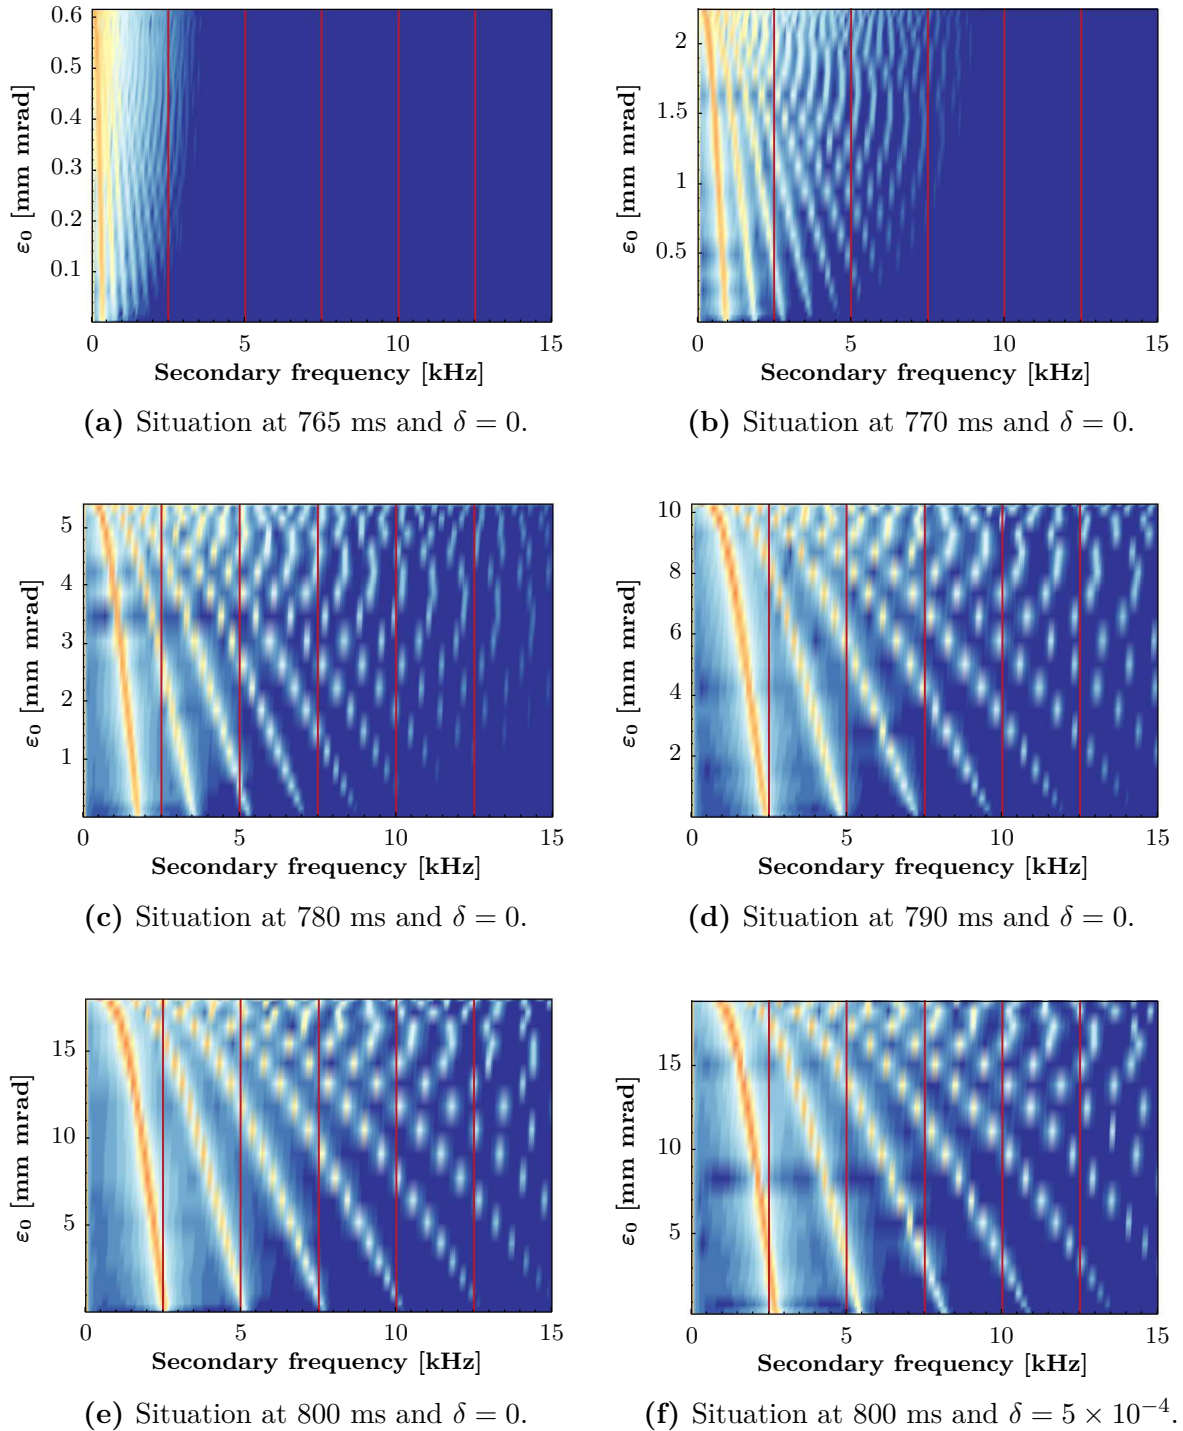 0.6
0.5
0.4
0.3
0.2
0.1
ε₀ [mm mrad]
0 5 10 15
Secondary frequency [kHz]
(a) Situation at 765 ms and δ = 0.
2
1.5
1
0.5
ε₀ [mm mrad]
0 5 10 15
Secondary frequency [kHz]
(b) Situation at 770 ms and δ = 0.
5
4
3
2
1
ε₀ [mm mrad]
0 5 10 15
Secondary frequency [kHz]
(c) Situation at 780 ms and δ = 0.
10
8
6
4
2
ε₀ [mm mrad]
0 5 10 15
Secondary frequency [kHz]
(d) Situation at 790 ms and δ = 0.
15
10
5
ε₀ [mm mrad]
0 5 10 15
Secondary frequency [kHz]
(e) Situation at 800 ms and δ = 0.
15
10
5
ε₀ [mm mrad]
0 5 10 15
Secondary frequency [kHz]
(f) Situation at 800 ms and δ = 5 × 10⁻⁴.